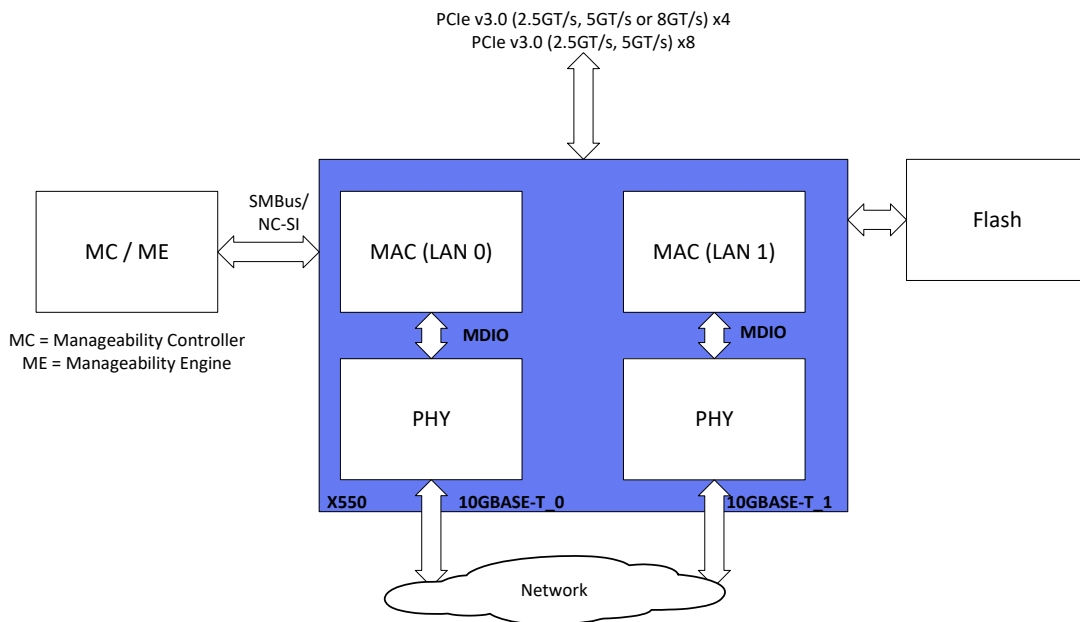 PCIe v3.0 (2.5GT/s, 5GT/s or 8GT/s) x4
PCIe v3.0 (2.5GT/s, 5GT/s) x8
SMBus/
NC-SI
MC / ME
MAC (LAN 0)
MAC (LAN 1)
Flash
MC = Manageability Controller
ME = Manageability Engine
MDIO
MDIO
PHY
PHY
X550
10GBASE-T_0
10GBASE-T_1
Network